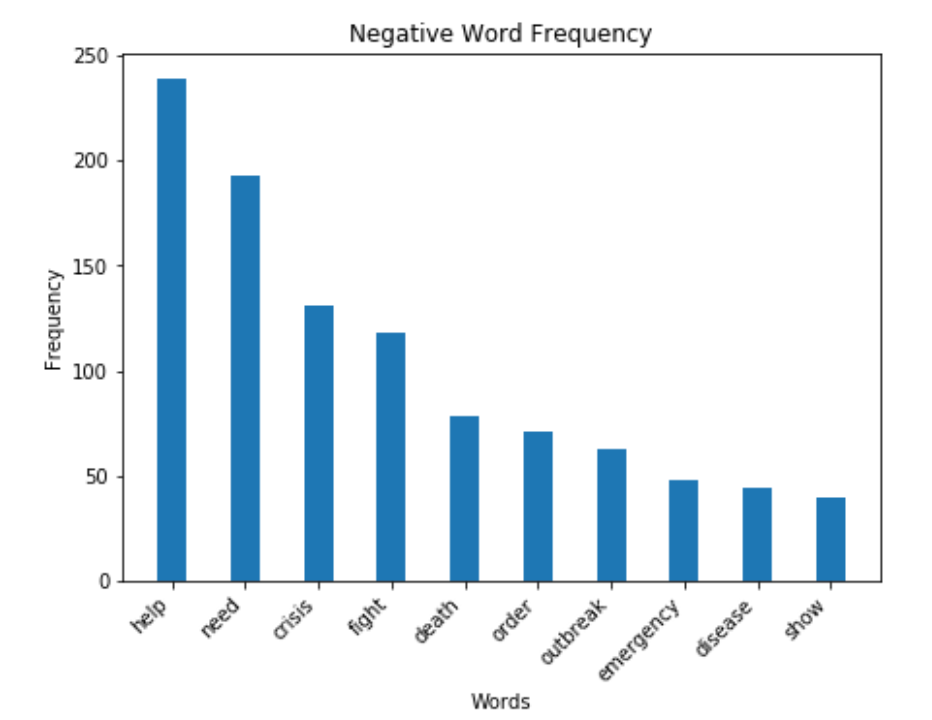 Negative Word Frequency
250
200
150
100
50
0
Frequency
help
need
crisis
fight
death
order
outbreak
emergency
disease
show
Words